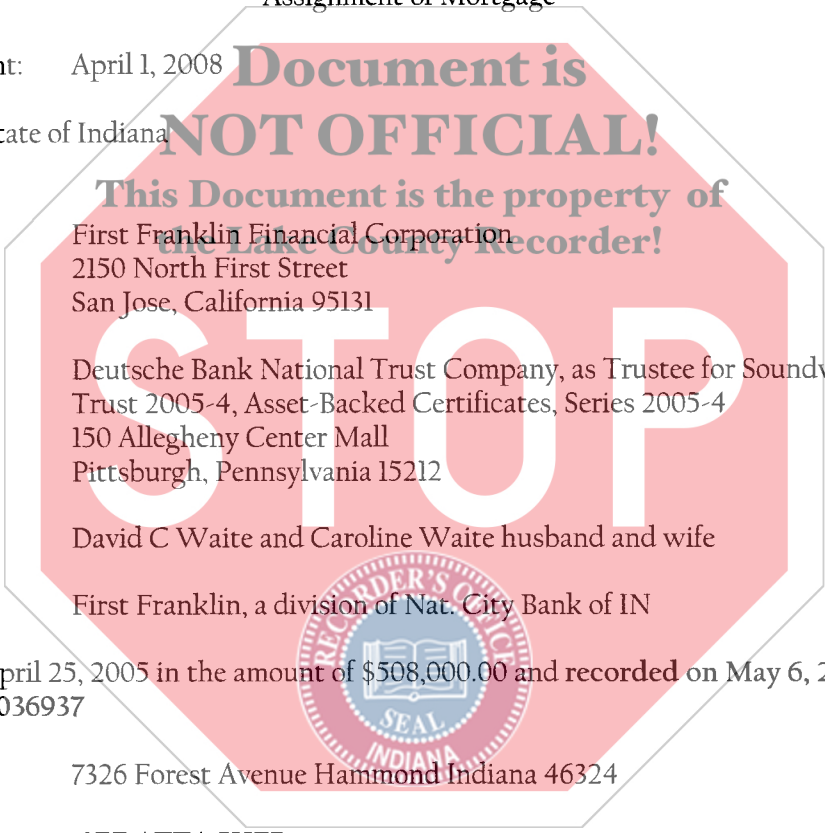 Assignment of Mortgage
nt: April 1, 2008
Document is
tate of Indiana
NOT OFFICIAL!
This Document is the property of
the Lake County Recorder!
First Franklin Financial Corporation
2150 North First Street
San Jose, California 95131
STOP
Deutsche Bank National Trust Company, as Trustee for Soundv
Trust 2005-4, Asset-Backed Certificates, Series 2005-4
150 Allegheny Center Mall
Pittsburgh, Pennsylvania 15212
David C Waite and Caroline Waite husband and wife
First Franklin, a division of Nat. City Bank of IN
RECORDER'S OFFICE
SEAL
INDIANA
pril 25, 2005 in the amount of $508,000.00 and recorded on May 6, 2
036937
7326 Forest Avenue Hammond Indiana 46324